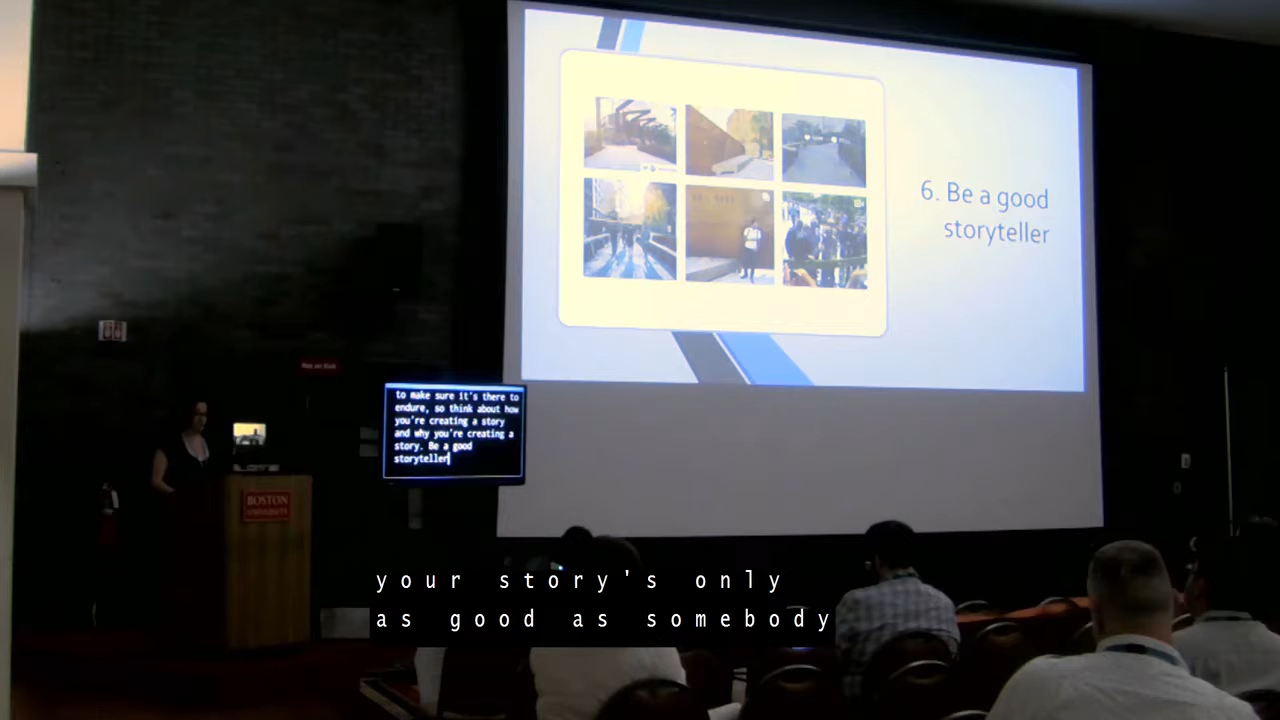 6. Be a good
storyteller
to make sure it's there to
endure, so think about how
you're creating a story
and why you're creating a
story. Be a good
storyteller
BOSTON
UNIVERSITY
your story's only
as good as somebody